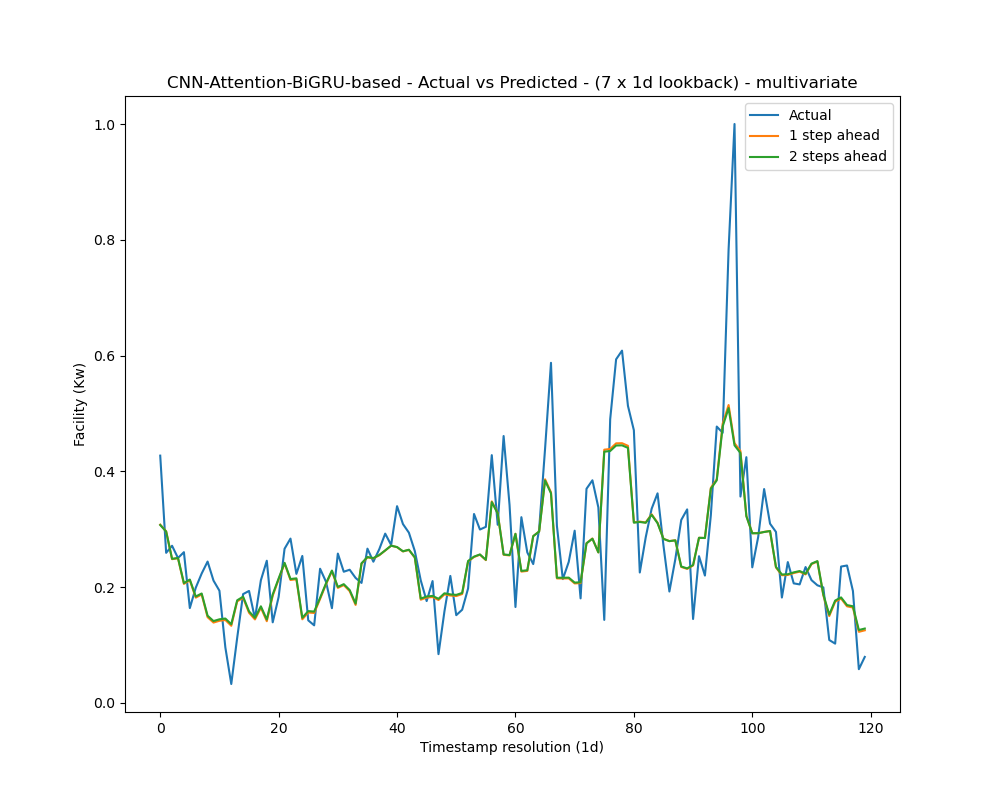 CNN-Attention-BiGRU-based - Actual vs Predicted - (7 x 1d lookback) - multivariate
Actual
1 step ahead
2 steps ahead
1.0
0.8
0.6
0.4
0.2
0.0
Facility (Kw)
0 20 40 60 80 100 120
Timestamp resolution (1d)